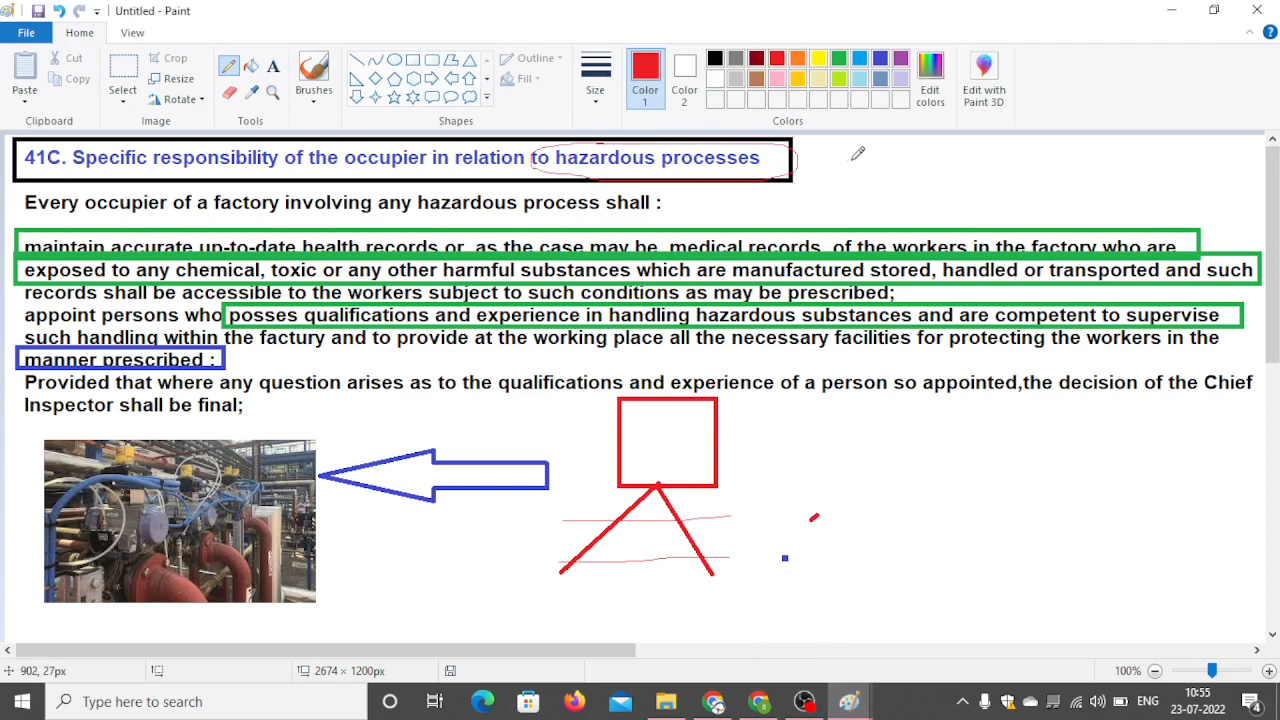 Untitled - Paint
File Home View
Cut
Copy
Paste
Clipboard
Crop
Resize
Rotate
Select
Image
A
Tools
Brushes
Outline
Fill
Shapes
Size
Color 1
Color 2
Edit colors
Colors
Edit with Paint 3D
41C. Specific responsibility of the occupier in relation to hazardous processes
Every occupier of a factory involving any hazardous process shall :
maintain accurate up-to-date health records or as the case may be medical records of the workers in the factory who are
exposed to any chemical, toxic or any other harmful substances which are manufactured stored, handled or transported and such
records shall be accessible to the workers subject to such conditions as may be prescribed;
appoint persons who posses qualifications and experience in handling hazardous substances and are competent to supervise
such handling within the factury and to provide at the working place all the necessary facilities for protecting the workers in the
manner prescribed :
Provided that where any question arises as to the qualifications and experience of a person so appointed,the decision of the Chief
Inspector shall be final;
902, 27px
2674 × 1200px
100%
Type here to search
ENG
10:55
23-07-2022
4